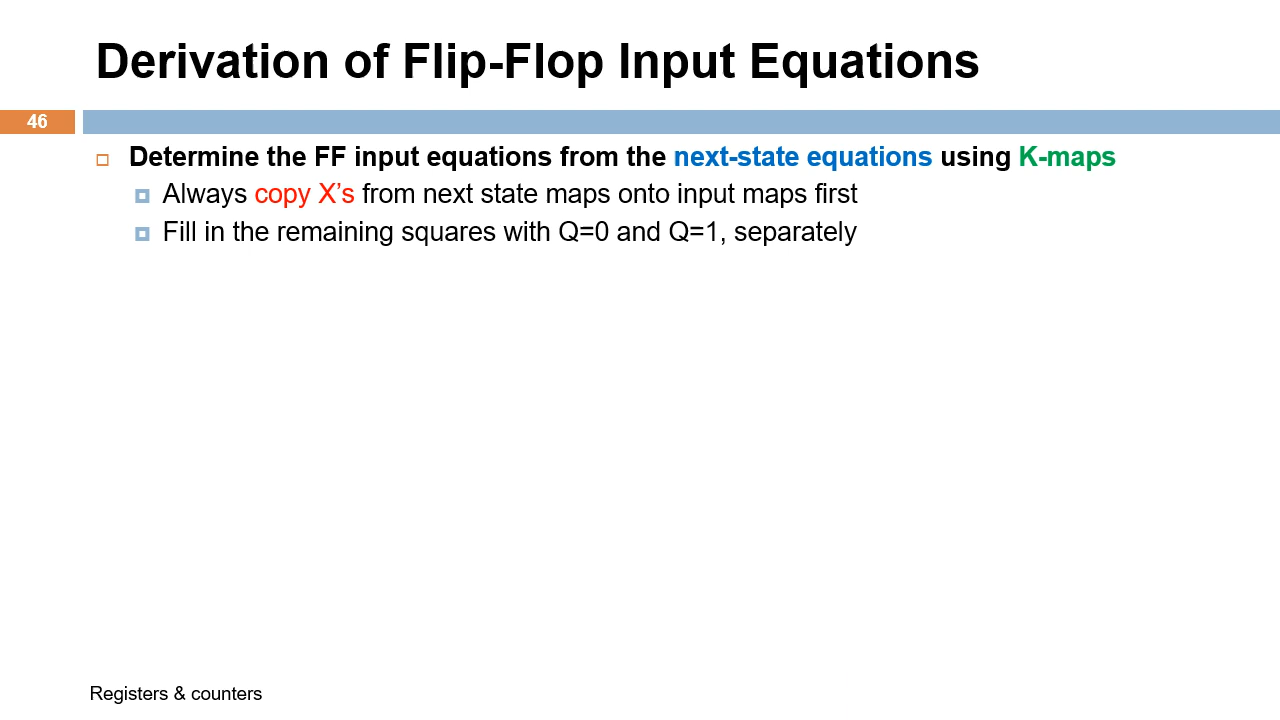 Derivation of Flip-Flop Input Equations
46
Determine the FF input equations from the next-state equations using K-maps
Always copy X’s from next state maps onto input maps first
Fill in the remaining squares with Q=0 and Q=1, separately
Registers & counters